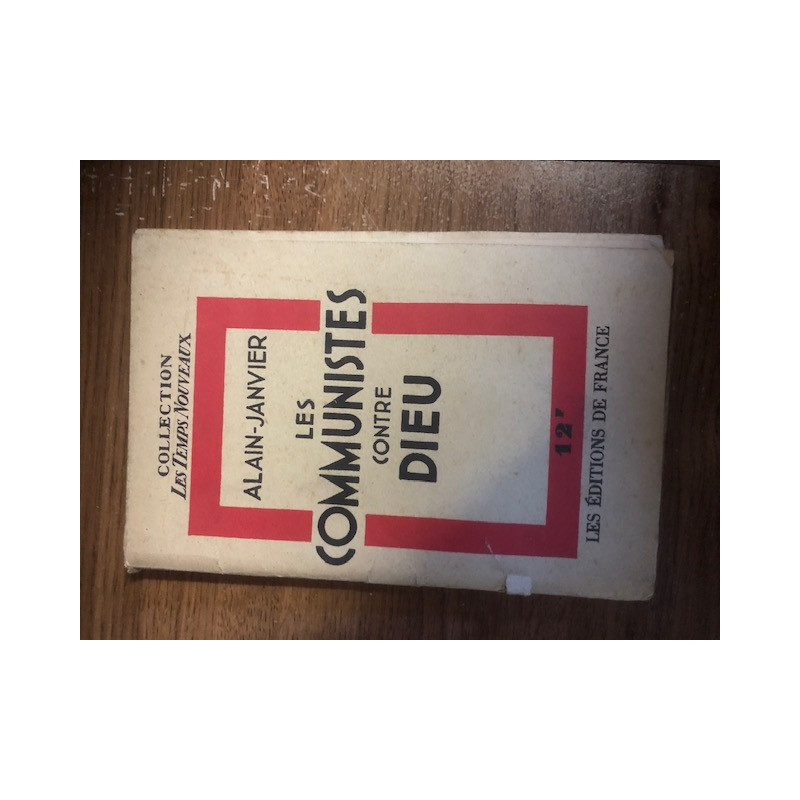 COLLECTION
LES TEMPS NOUVEAUX
ALAIN-JANVIER
LES
COMMUNISTES
CONTRE
DIEU
12F
LES ÉDITIONS DE FRANCE